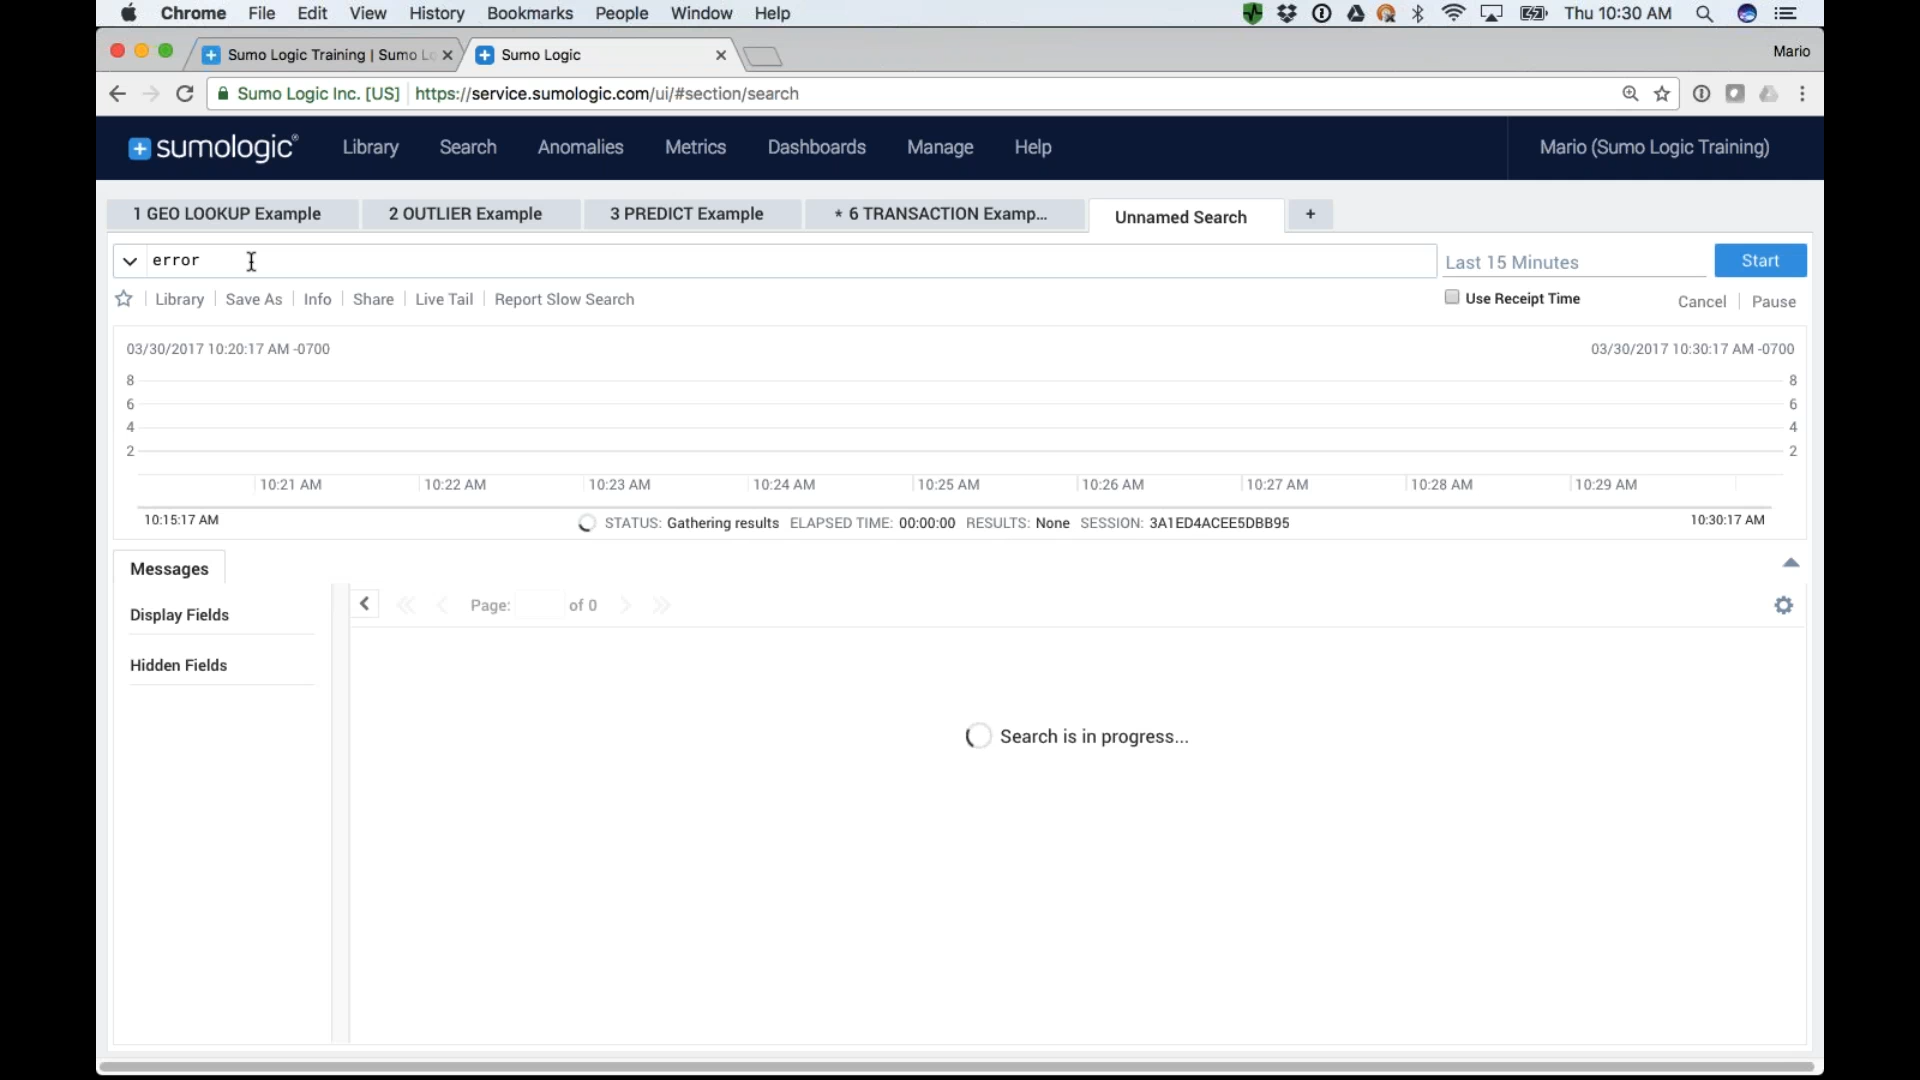 Chrome File Edit View History Bookmarks People Window Help Thu 10:30 AM
Sumo Logic Training | Sumo Lo Sumo Logic Mario
Sumo Logic Inc. [US] https://service.sumologic.com/ui/#section/search
sumologic® Library Search Anomalies Metrics Dashboards Manage Help Mario (Sumo Logic Training)
1 GEO LOOKUP Example 2 OUTLIER Example 3 PREDICT Example * 6 TRANSACTION Examp... Unnamed Search +
error Last 15 Minutes Start
Library Save As Info Share Live Tail Report Slow Search Use Receipt Time Cancel Pause
03/30/2017 10:20:17 AM -0700 03/30/2017 10:30:17 AM -0700
8 8
6 6
4 4
2 2
10:21 AM 10:22 AM 10:23 AM 10:24 AM 10:25 AM 10:26 AM 10:27 AM 10:28 AM 10:29 AM
10:15:17 AM STATUS: Gathering results ELAPSED TIME: 00:00:00 RESULTS: None SESSION: 3A1ED4ACEE5DBB95 10:30:17 AM
Messages
Page: of 0
Display Fields
Hidden Fields
Search is in progress...